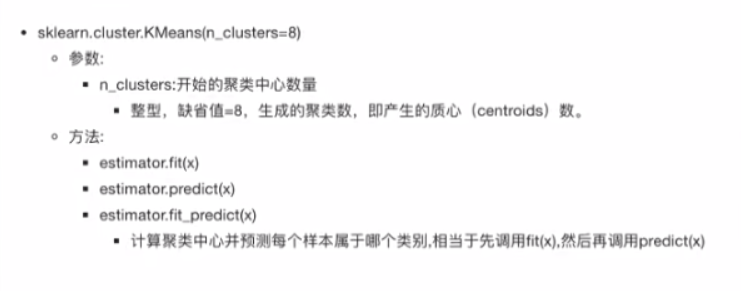 • sklearn.cluster.KMeans(n_clusters=8)
◦ 参数:
▪ n_clusters:开始的聚类中心数量
▪ 整型，缺省值=8，生成的聚类数，即产生的质心（centroids）数。
◦ 方法:
▪ estimator.fit(x)
▪ estimator.predict(x)
▪ estimator.fit_predict(x)
▪ 计算聚类中心并预测每个样本属于哪个类别,相当于先调用fit(x),然后再调用predict(x)